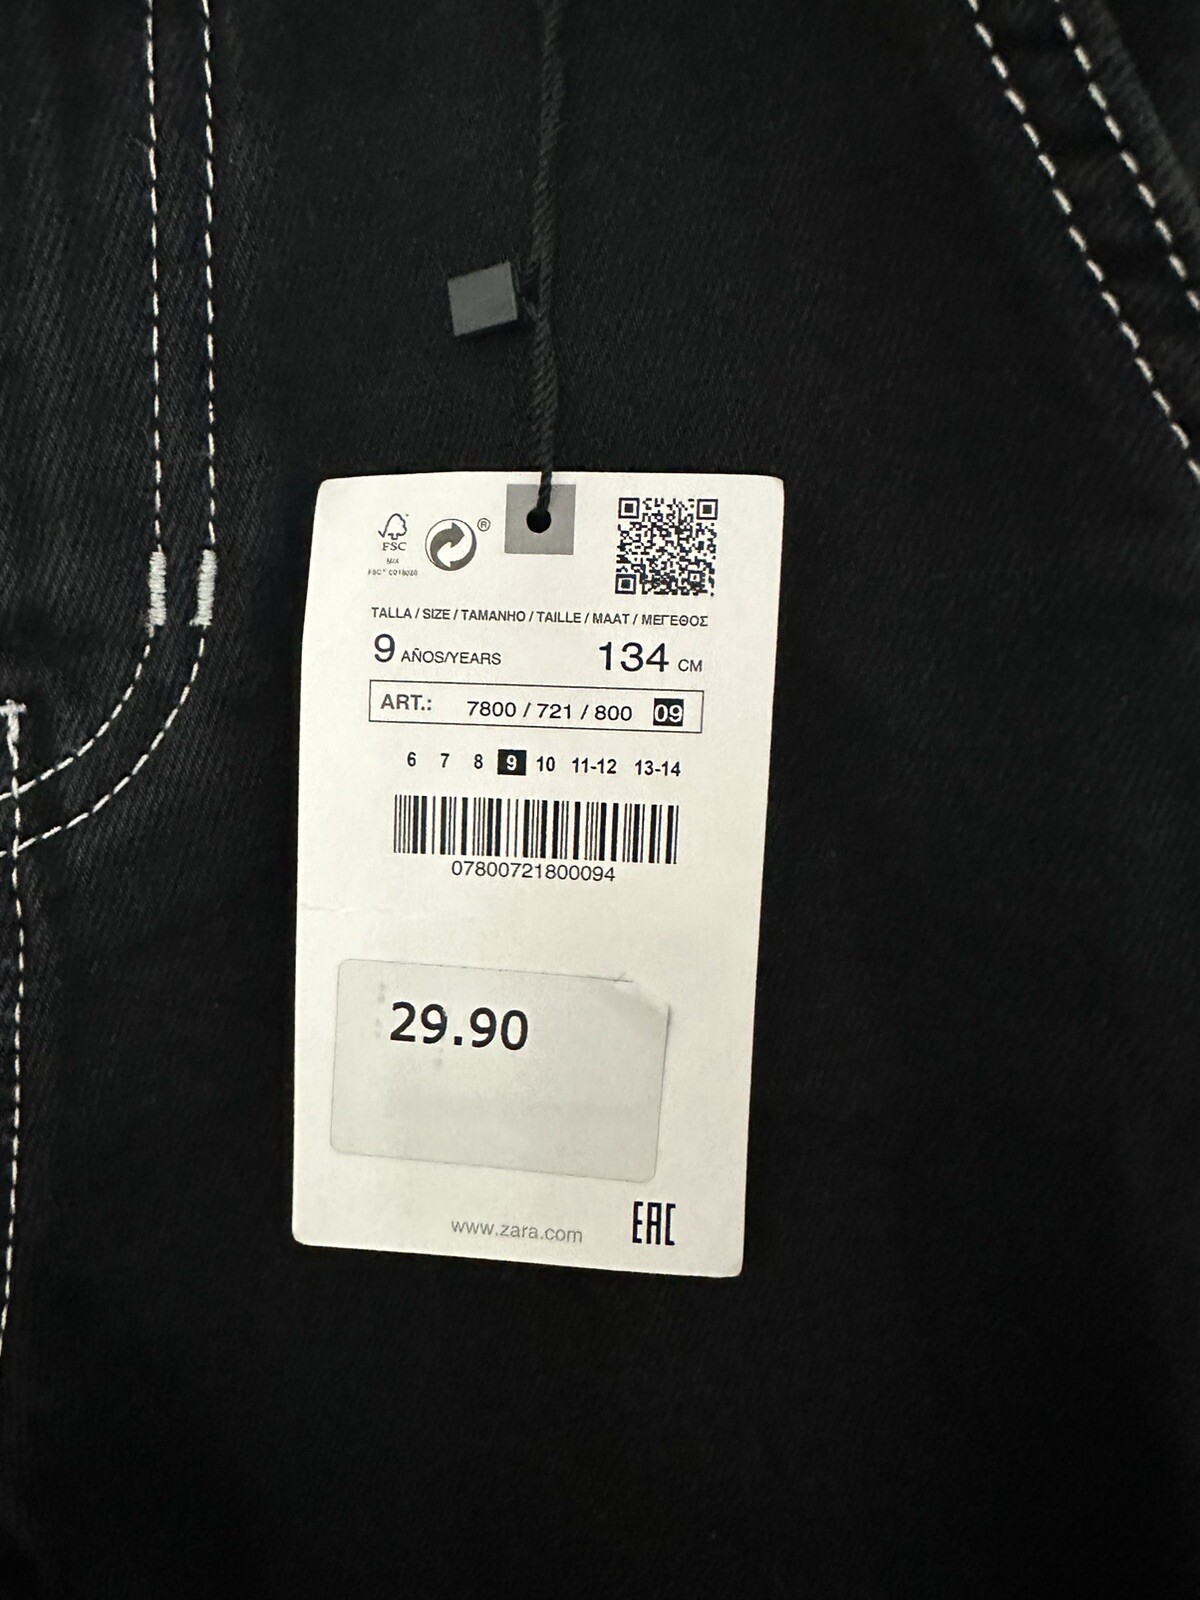 FSC
MIX
®
TALLA / SIZE / TAMANHO / TAILLE / MAAT / ΜΕΓΕΘΟΣ
9 AÑOS/YEARS 134 CM
ART.: 7800 / 721 / 800 09
6 7 8 9 10 11-12 13-14
07800721800094
29.90
www.zara.com
EAC